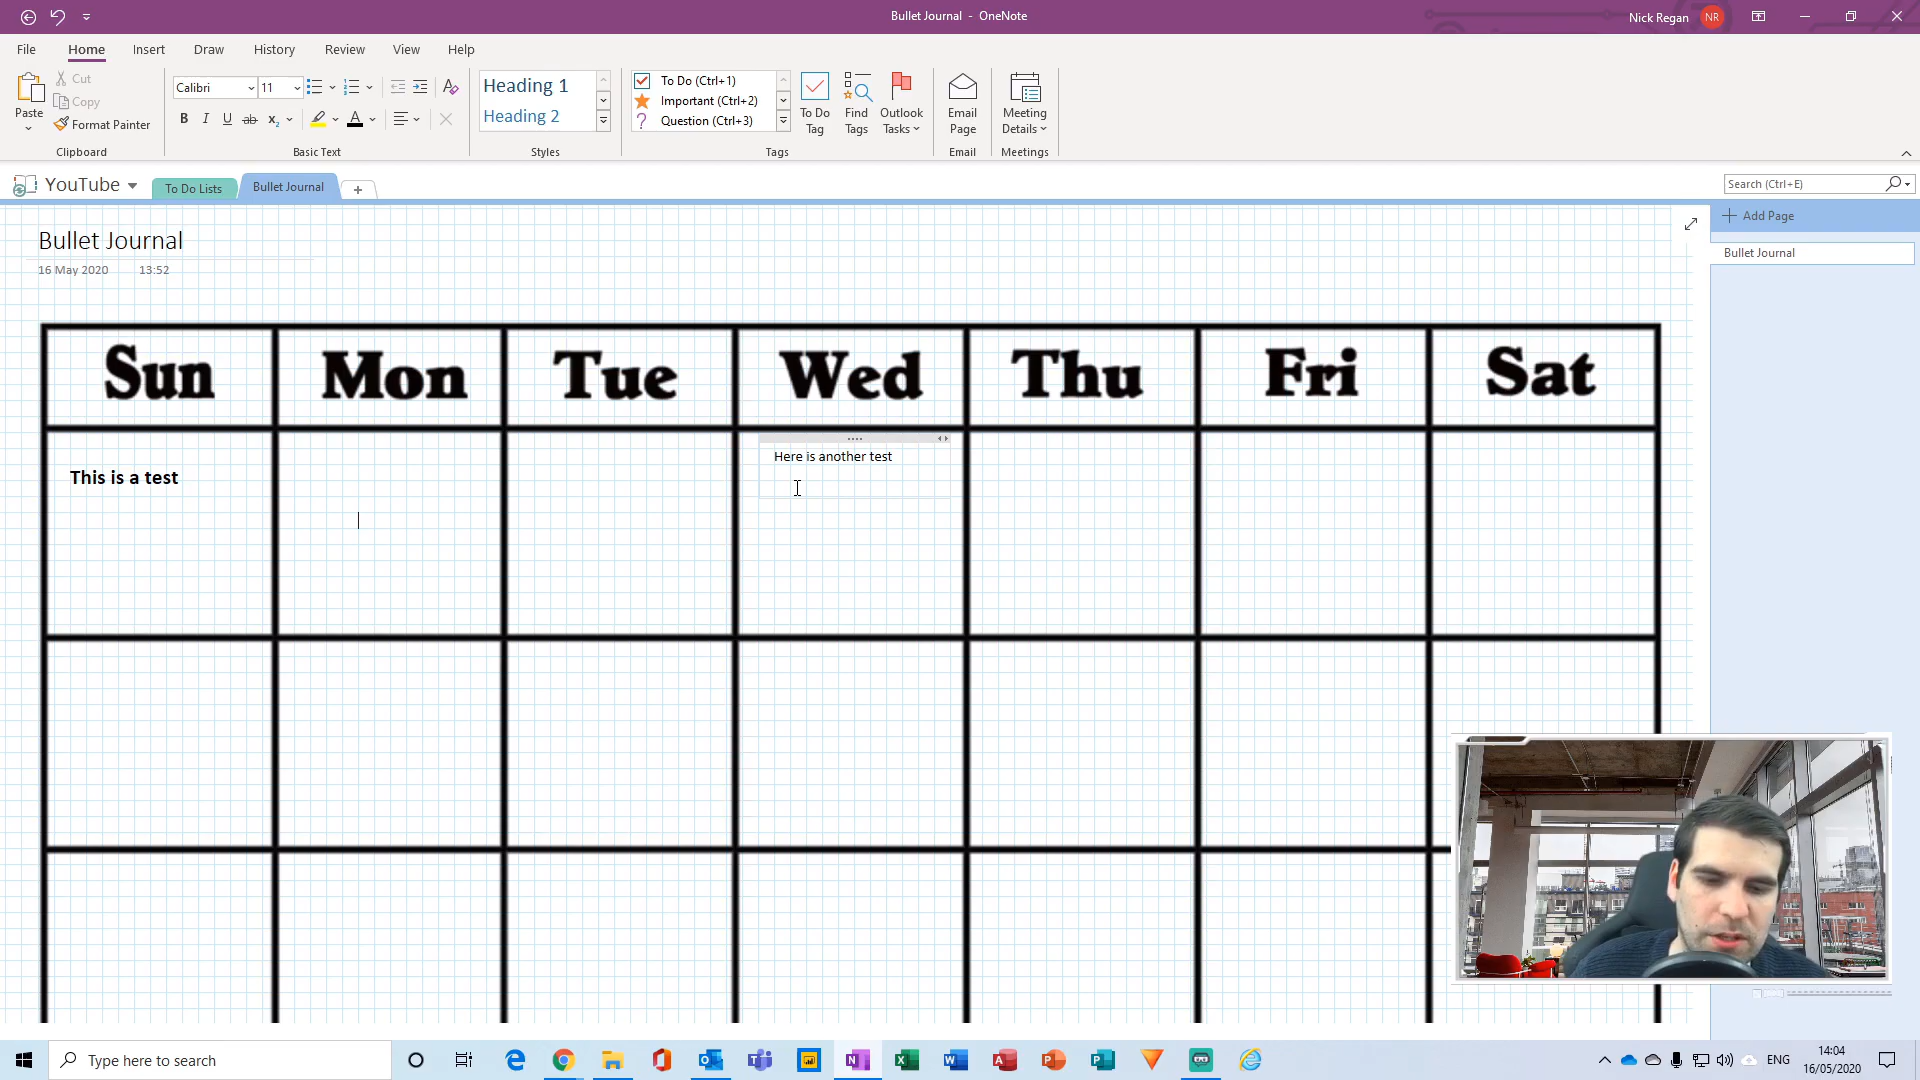 Bullet Journal - OneNote
Nick Regan NR
File Home Insert Draw History Review View Help
Paste
Cut
Copy
Format Painter
Clipboard
Calibri 11
B I U ab x₂ A
Basic Text
Heading 1
Heading 2
Styles
To Do (Ctrl+1)
Important (Ctrl+2)
Question (Ctrl+3)
To Do Tag
Find Tags
Outlook Tasks
Tags
Email Page
Email
Meeting Details
Meetings
YouTube To Do Lists Bullet Journal
Search (Ctrl+E)
Add Page
Bullet Journal
Bullet Journal
16 May 2020 13:52
Sun Mon Tue Wed Thu Fri Sat
This is a test
Here is another test
Type here to search
ENG
14:04
16/05/2020